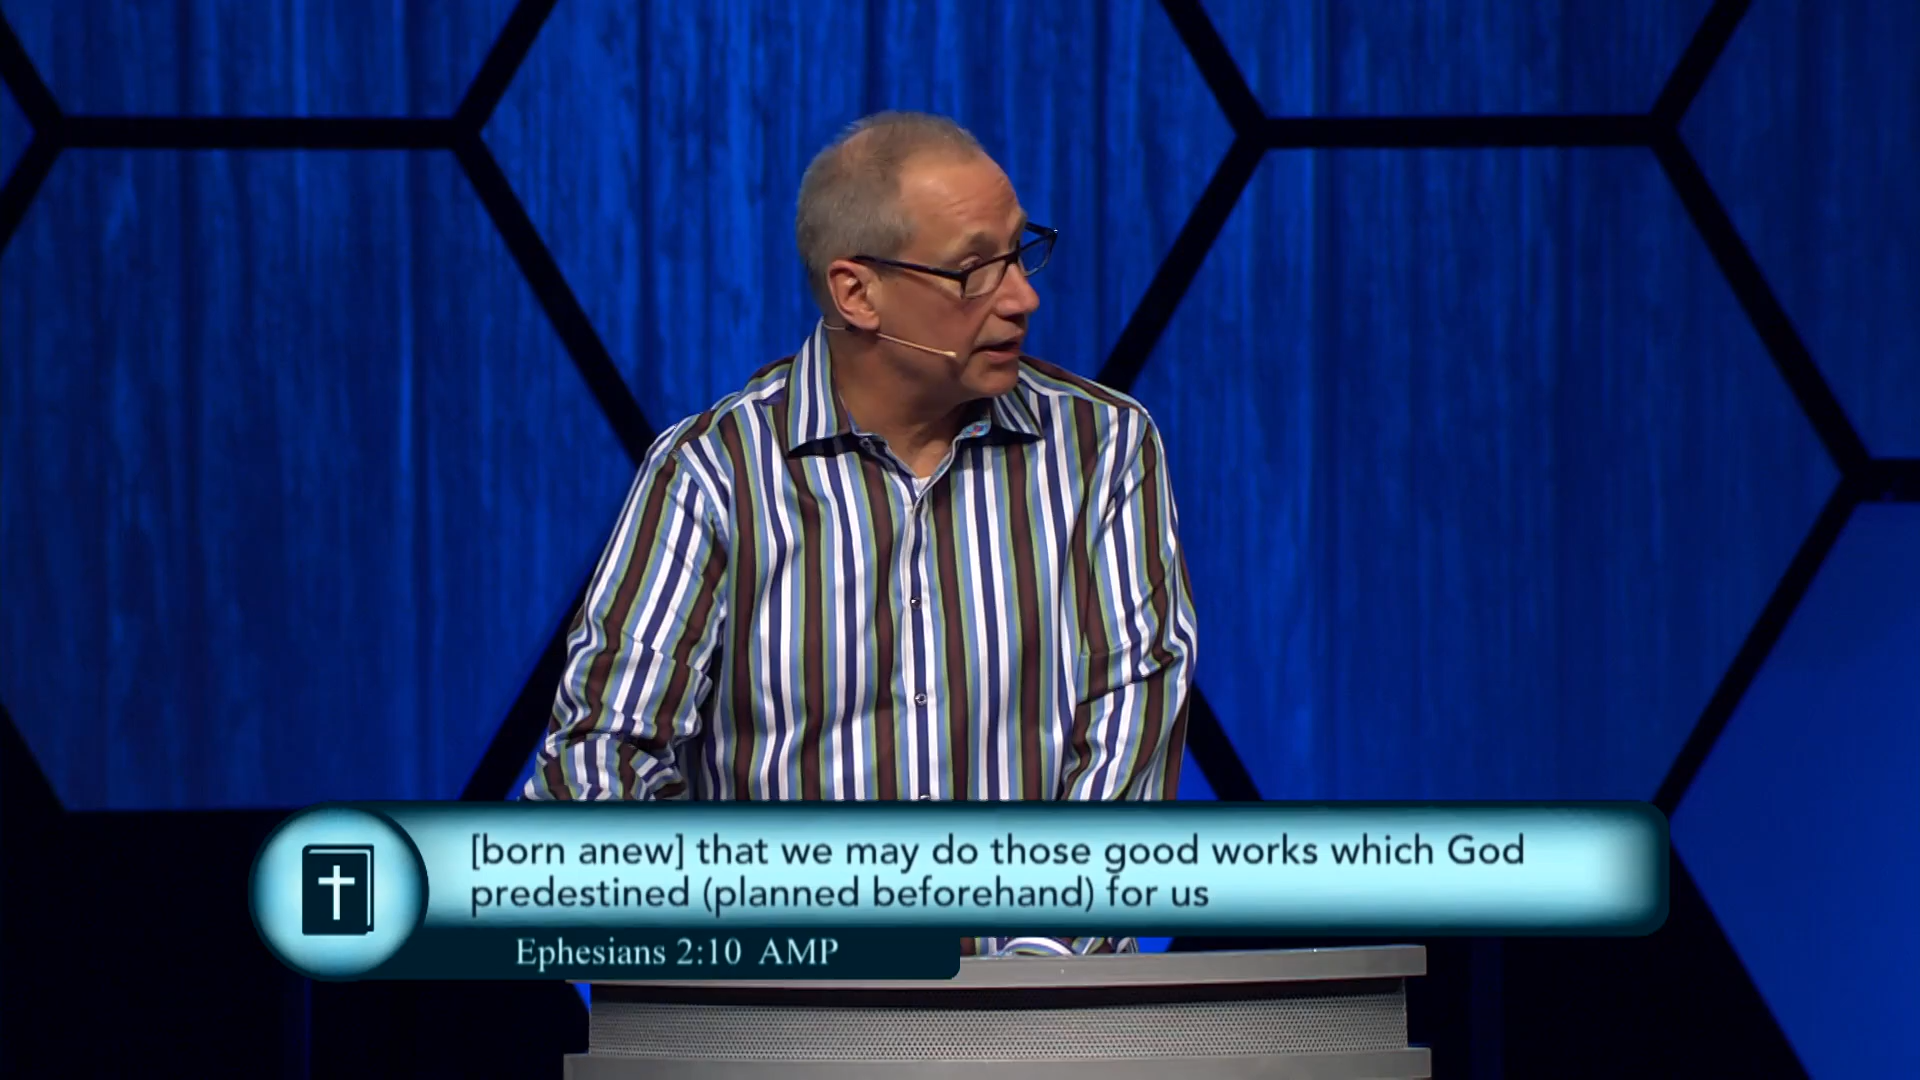 [born anew] that we may do those good works which God
predestined (planned beforehand) for us
Ephesians 2:10 AMP